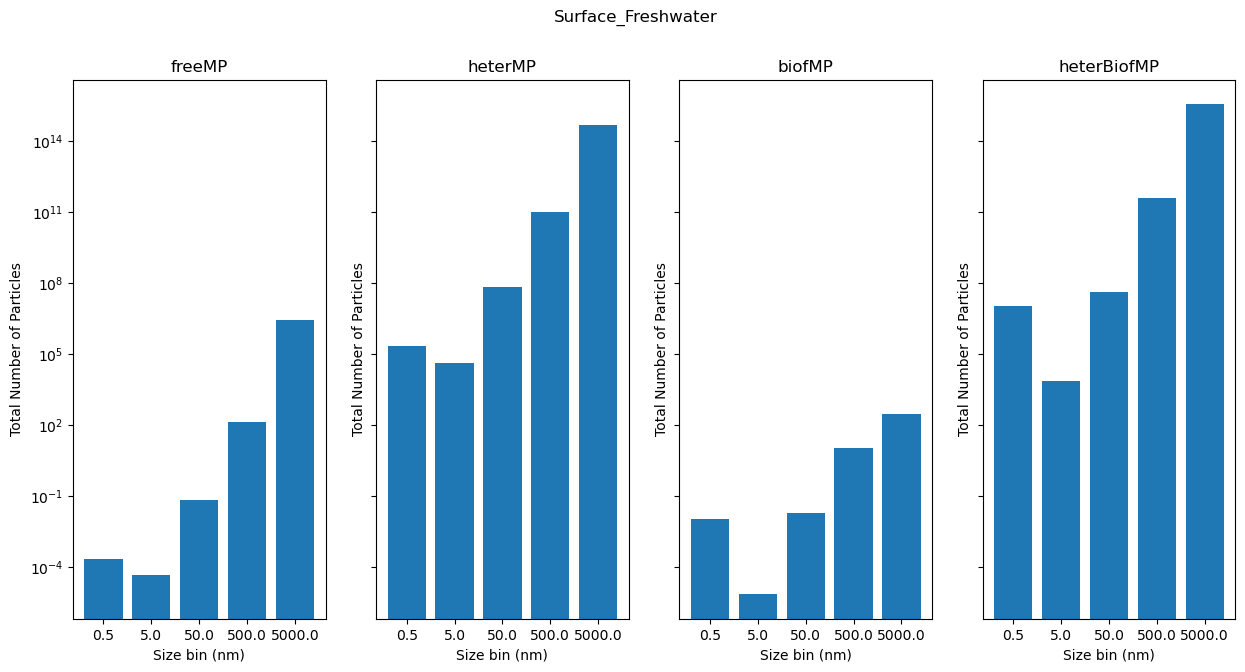 Surface_Freshwater
freeMP
heterMP
biofMP
heterBiofMP
Total Number of Particles
10^14
10^11
10^8
10^5
10^2
10^−1
10^−4
0.5 5.0 50.0 500.0 5000.0
Size bin (nm)
Total Number of Particles
0.5 5.0 50.0 500.0 5000.0
Size bin (nm)
Total Number of Particles
0.5 5.0 50.0 500.0 5000.0
Size bin (nm)
Total Number of Particles
0.5 5.0 50.0 500.0 5000.0
Size bin (nm)